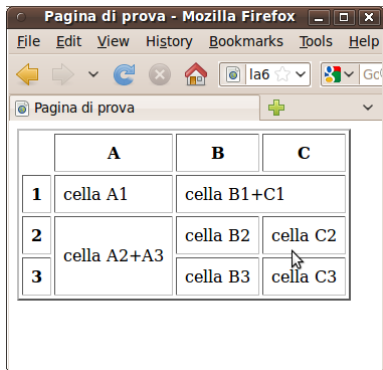 Pagina di prova - Mozilla Firefox
File Edit View History Bookmarks Tools Help
la6 Go
Pagina di prova
A B C
1 cella A1 cella B1+C1
2 cella A2+A3 cella B2 cella C2
3 cella B3 cella C3